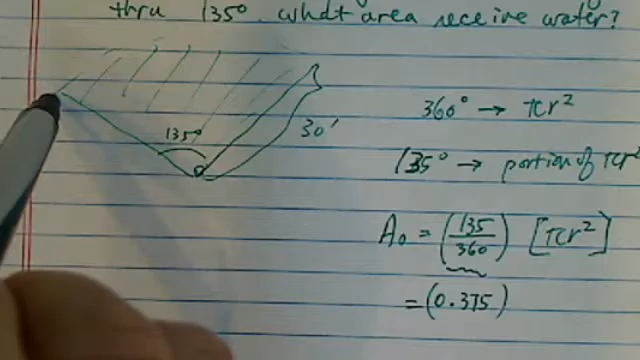 thru 135°. What area receive water?
135°
30'
360° → πr²
135° → portion of πr²
A₀ = (135/360) [πr²]
= (0.375)